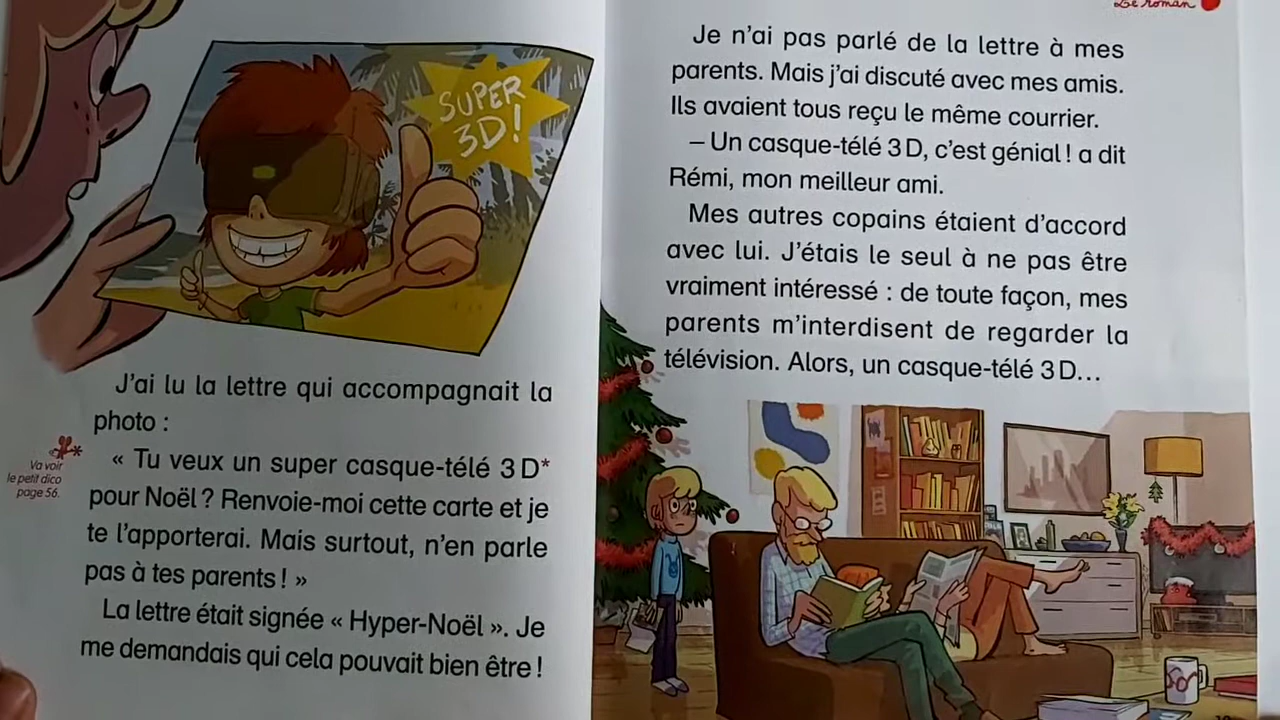 SUPER
3D!
J'ai lu la lettre qui accompagnait la
photo :
« Tu veux un super casque-télé 3 D*
pour Noël ? Renvoie-moi cette carte et je
te l'apporterai. Mais surtout, n'en parle
pas à tes parents ! »
La lettre était signée « Hyper-Noël ». Je
me demandais qui cela pouvait bien être !
Va voir
le petit dico
page 56.
Le roman
Je n'ai pas parlé de la lettre à mes
parents. Mais j'ai discuté avec mes amis.
Ils avaient tous reçu le même courrier.
– Un casque-télé 3 D, c'est génial ! a dit
Rémi, mon meilleur ami.
Mes autres copains étaient d'accord
avec lui. J'étais le seul à ne pas être
vraiment intéressé : de toute façon, mes
parents m'interdisent de regarder la
télévision. Alors, un casque-télé 3 D...